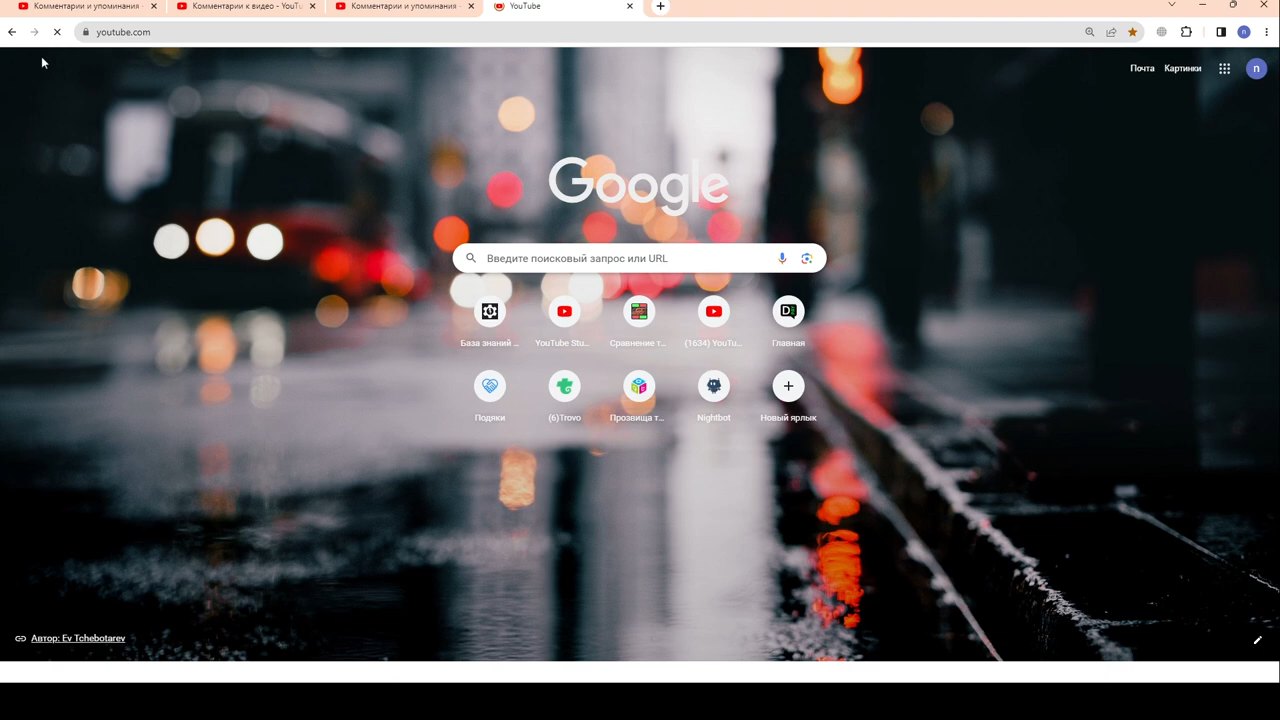 Комментарии и упоминания -
Комментарии к видео - YouTu
Комментарии и упоминания -
YouTube
youtube.com
Почта
Картинки
n
Google
Введите поисковый запрос или URL
База знаний ...
YouTube Stu...
Сравнение т...
(1634) YouTu...
Главная
Подяки
(6)Trovo
Прозвища т...
Nightbot
Новый ярлык
Автор: Ev Tchebotarev